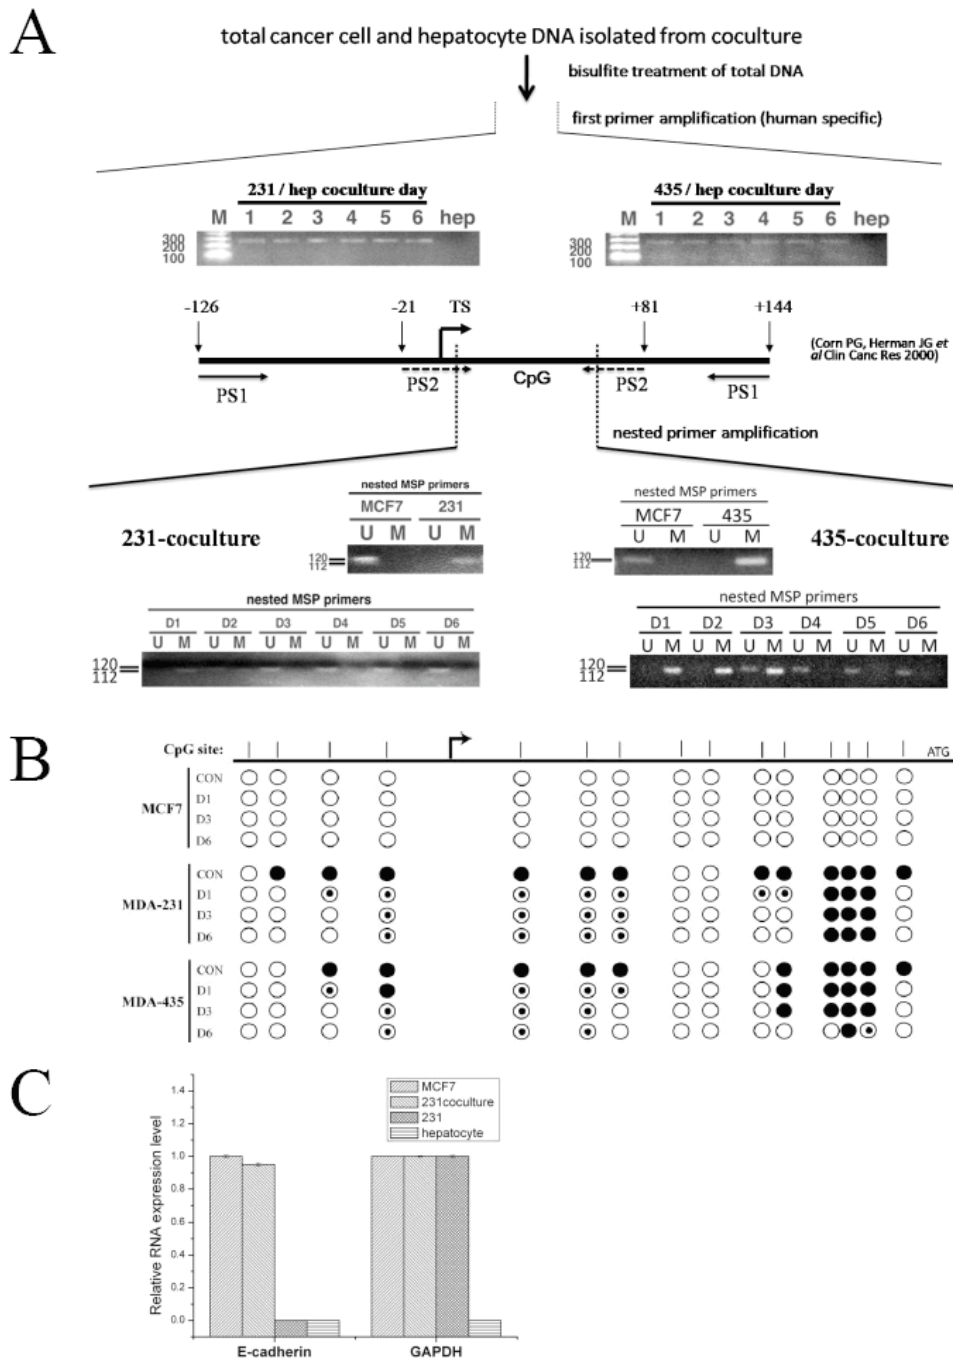 A
total cancer cell and hepatocyte DNA isolated from coculture
bisulfite treatment of total DNA
first primer amplification (human specific)
231 / hep coculture day
M 1 2 3 4 5 6 hep
300
200
100
435 / hep coculture day
M 1 2 3 4 5 6 hep
300
200
100
-126 -21 TS +81 +144
(Corn PG, Herman JG et
al Clin Canc Res 2000)
PS1 PS2 CpG PS2 PS1
nested primer amplification
231-coculture
nested MSP primers
MCF7 231
U M U M
120
112
nested MSP primers
D1 D2 D3 D4 D5 D6
U M U M U M U M U M U M
120
112
435-coculture
nested MSP primers
MCF7 435
U M U M
120
112
nested MSP primers
D1 D2 D3 D4 D5 D6
U M U M U M U M U M U M
120
112
B
CpG site: ATG
MCF7
CON
D1
D3
D6
MDA-231
CON
D1
D3
D6
MDA-435
CON
D1
D3
D6
C
Relative RNA expression level
1.4
1.2
1.0
0.8
0.6
0.4
0.2
0.0
MCF7
231coculture
231
hepatocyte
E-cadherin GAPDH